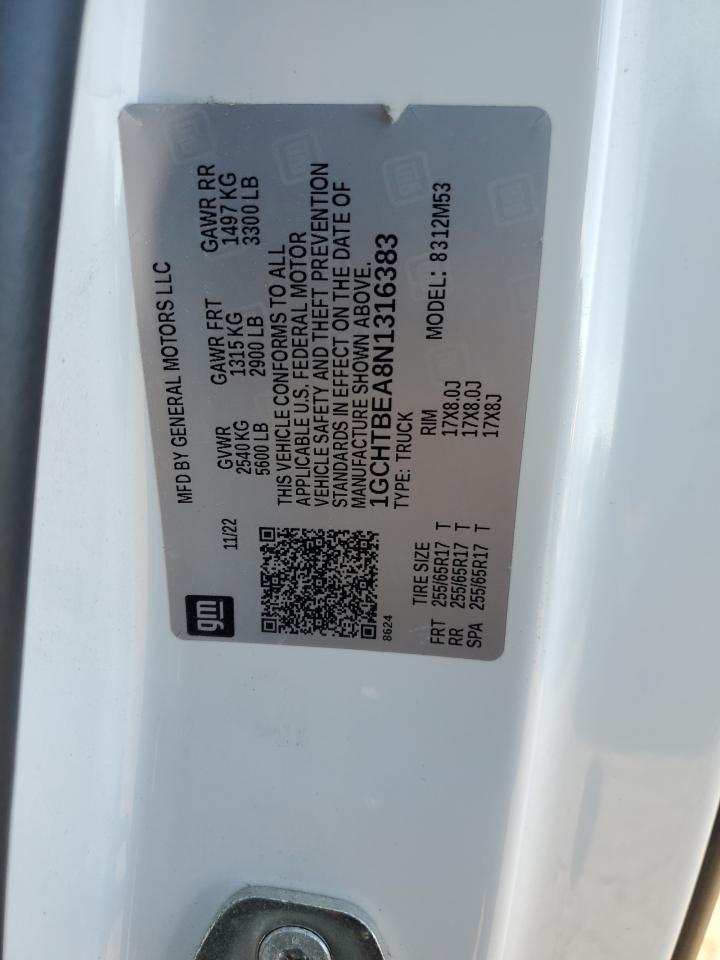 MFD BY GENERAL MOTORS LLC
11/22 GVWR GAWR FRT GAWR RR
2540 KG 1315 KG 1497 KG
5600 LB 2900 LB 3300 LB
THIS VEHICLE CONFORMS TO ALL
APPLICABLE U.S. FEDERAL MOTOR
VEHICLE SAFETY AND THEFT PREVENTION
STANDARDS IN EFFECT ON THE DATE OF
MANUFACTURE SHOWN ABOVE.
1GCHTBEA8N1316383
8624 TYPE: TRUCK
TIRE SIZE RIM MODEL: 8312M53
FRT 255/65R17 T 17X8.0J
RR 255/65R17 T 17X8.0J
SPA 255/65R17 T 17X8J
gm